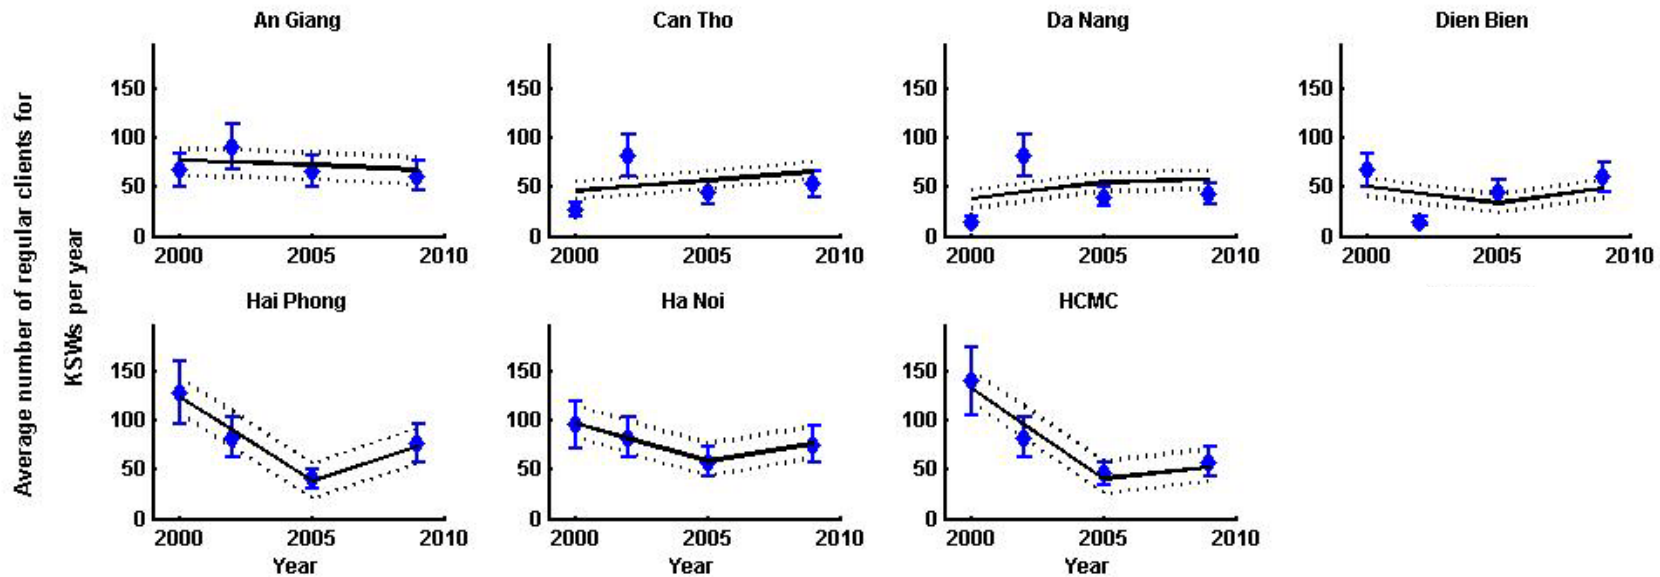 Average number of regular clients for
KSWs per year
An Giang
150
100
50
0
2000 2005 2010
Can Tho
150
100
50
0
2000 2005 2010
Da Nang
150
100
50
0
2000 2005 2010
Dien Bien
150
100
50
0
2000 2005 2010
Hai Phong
150
100
50
0
2000 2005 2010
Year
Ha Noi
150
100
50
0
2000 2005 2010
Year
HCMC
150
100
50
0
2000 2005 2010
Year